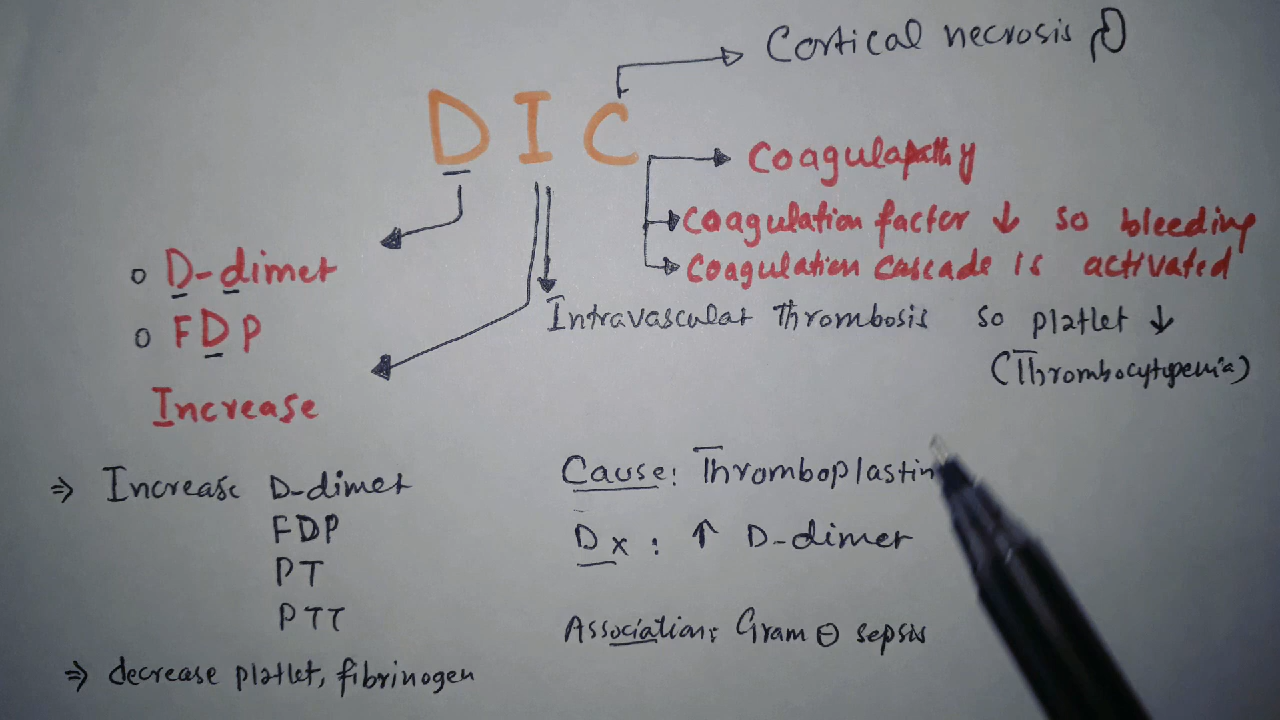 Cortical necrosis
D I C
Coagulapathy
Coagulation factor ↓ so bleeding
Coagulation cascade is activated
o D-dimer
Intravascular Thrombosis so platlet ↓
o FDP
(Thrombocytopenia)
Increase
⇒ Increase D-dimer
Cause: Thromboplastin
FDP
Dx : ↑ D-dimer
PT
PTT
Association: Gram ⊖ sepsis
⇒ decrease platlet, fibrinogen